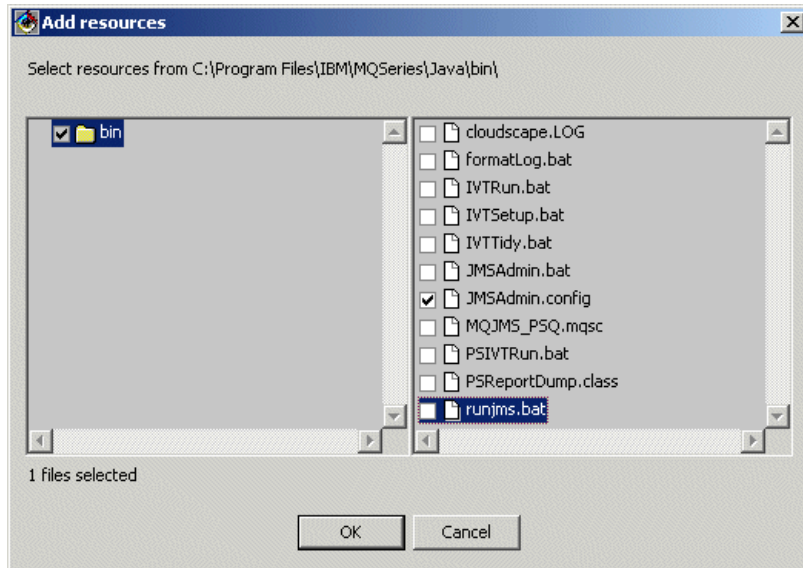 Add resources
Select resources from C:\Program Files\IBM\MQSeries\Java\bin\
bin
cloudscape.LOG
formatLog.bat
IVTRun.bat
IVTSetup.bat
IVTTidy.bat
JMSAdmin.bat
JMSAdmin.config
MQJMS_PSQ.mqsc
PSIVTRun.bat
PSReportDump.class
runjms.bat
1 files selected
OK
Cancel